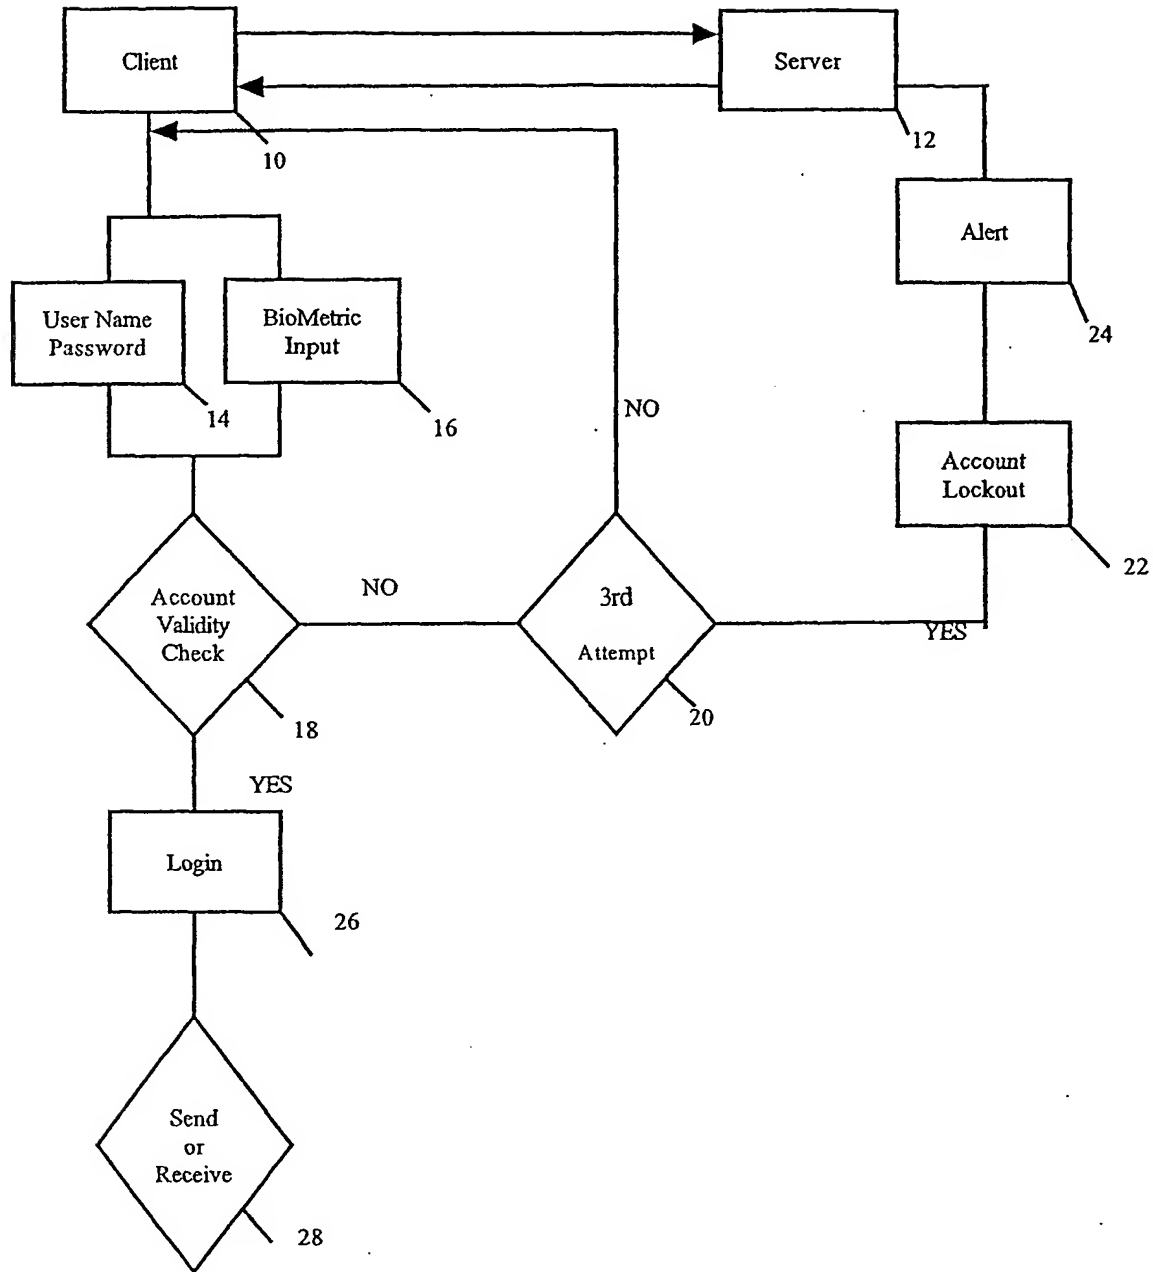 Client
Server
10
12
Alert
24
User Name
Password
14
BioMetric
Input
16
NO
Account
Lockout
22
Account
Validity
Check
18
NO
3rd
Attempt
20
YES
YES
Login
26
Send
or
Receive
28